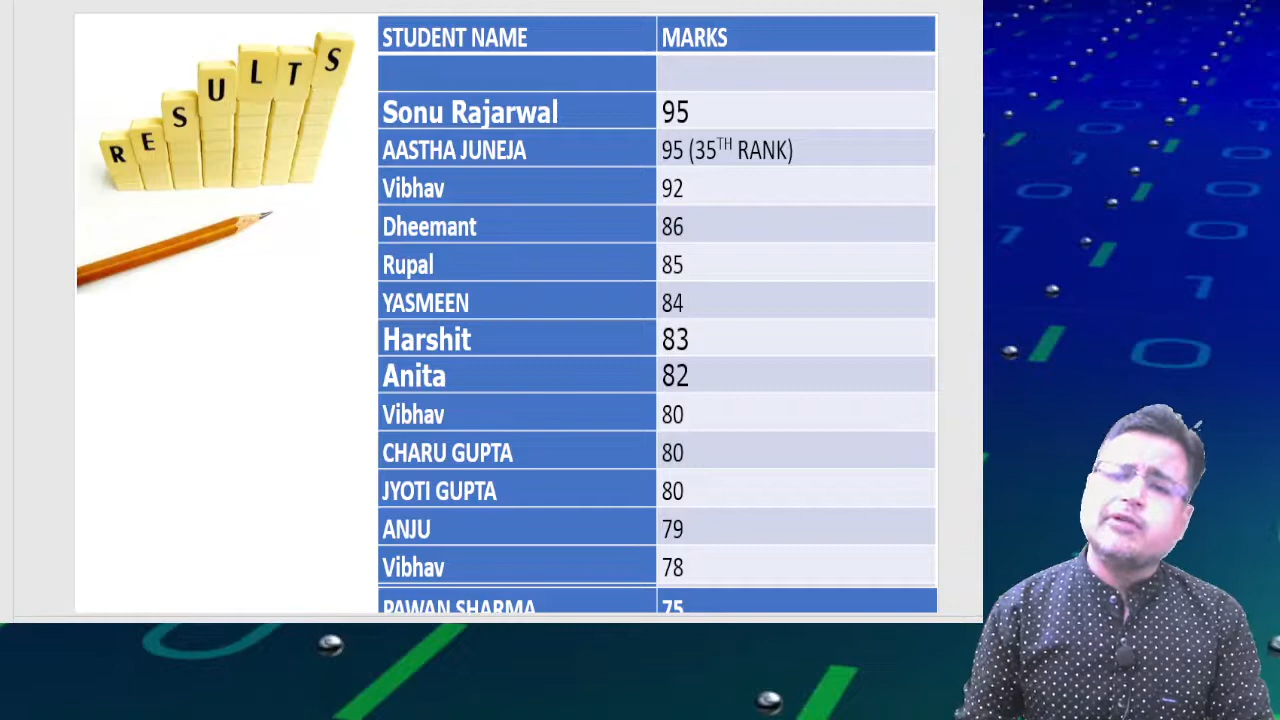 RESULTS
STUDENT NAME MARKS
Sonu Rajarwal 95
AASTHA JUNEJA 95 (35TH RANK)
Vibhav 92
Dheemant 86
Rupal 85
YASMEEN 84
Harshit 83
Anita 82
Vibhav 80
CHARU GUPTA 80
JYOTI GUPTA 80
ANJU 79
Vibhav 78
PAWAN SHARMA 75